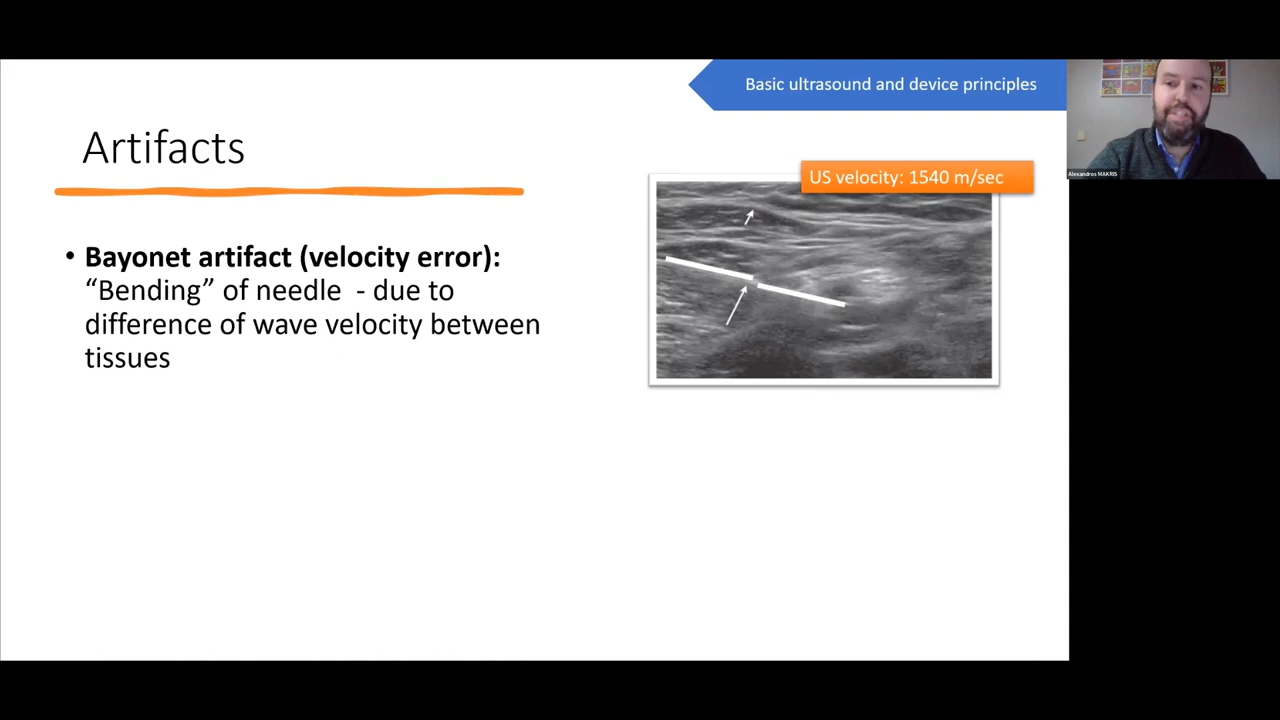 Basic ultrasound and device principles
Artifacts
US velocity: 1540 m/sec
• Bayonet artifact (velocity error):
“Bending” of needle - due to
difference of wave velocity between
tissues
Alexandros MAKRIS